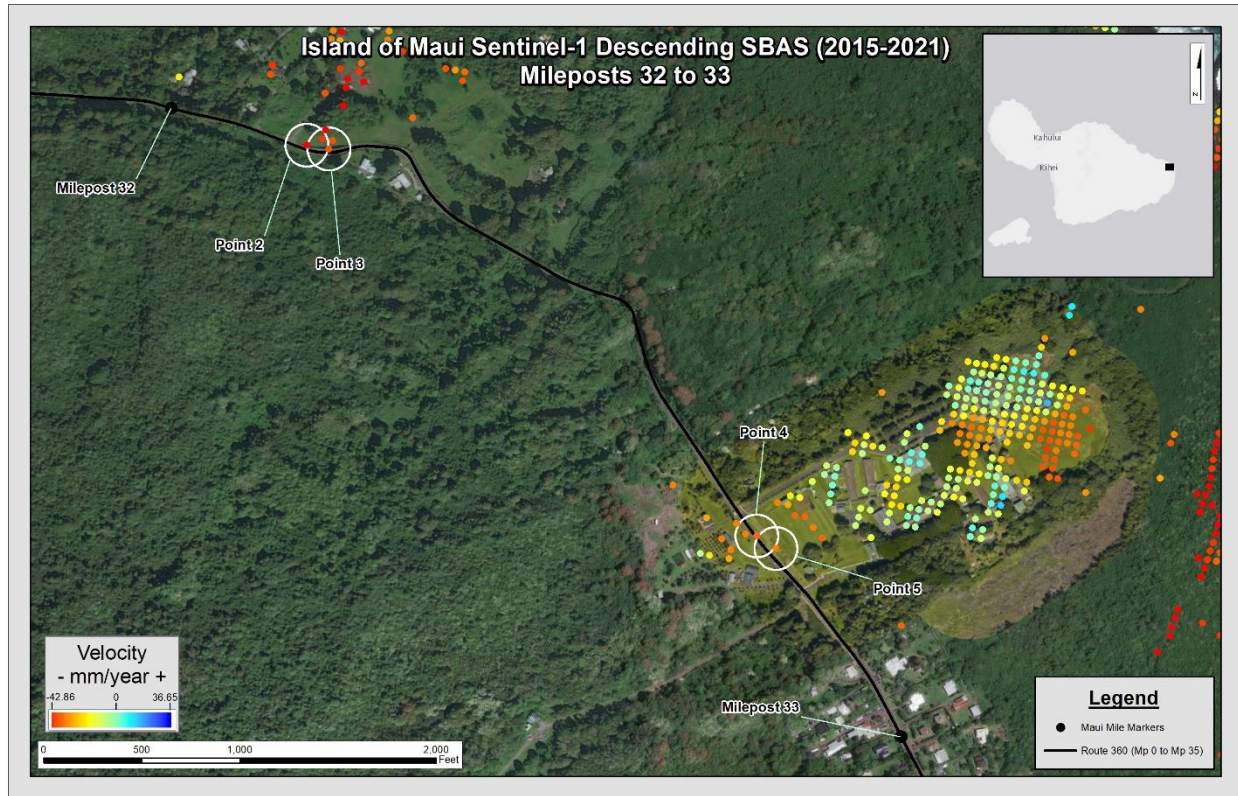 Island of Maui Sentinel-1 Descending SBAS (2015-2021)
Mileposts 32 to 33
N
Kahului
Kihei
Milepost 32
Point 2
Point 3
Point 4
Point 5
Milepost 33
Velocity
- mm/year +
-42.86 0 36.65
0 500 1,000 2,000
Feet
Legend
Maui Mile Markers
Route 360 (Mp 0 to Mp 35)